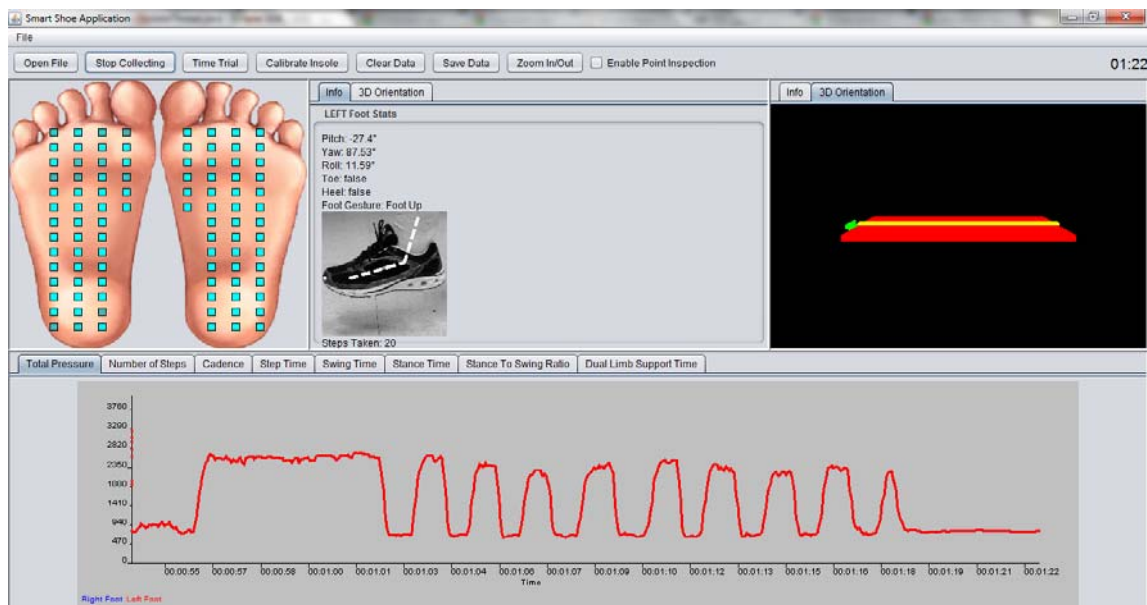 Smart Shoe Application
File
Open File Stop Collecting Time Trial Calibrate Insole Clear Data Save Data Zoom In/Out Enable Point Inspection 01:22
Info 3D Orientation
LEFT Foot Stats
Pitch: -27.4°
Yaw: 87.53°
Roll: 11.59°
Toe: false
Heel: false
Foot Gesture: Foot Up
Steps Taken: 20
Info 3D Orientation
Total Pressure Number of Steps Cadence Step Time Swing Time Stance Time Stance To Swing Ratio Dual Limb Support Time
3760
3290
2820
2350
1880
1410
940
470
0
00:00:55 00:00:57 00:00:58 00:01:00 00:01:01 00:01:03 00:01:04 00:01:06 00:01:07 00:01:09 00:01:10 00:01:12 00:01:13 00:01:15 00:01:16 00:01:18 00:01:19 00:01:21 00:01:22
Time
Right Foot Left Foot